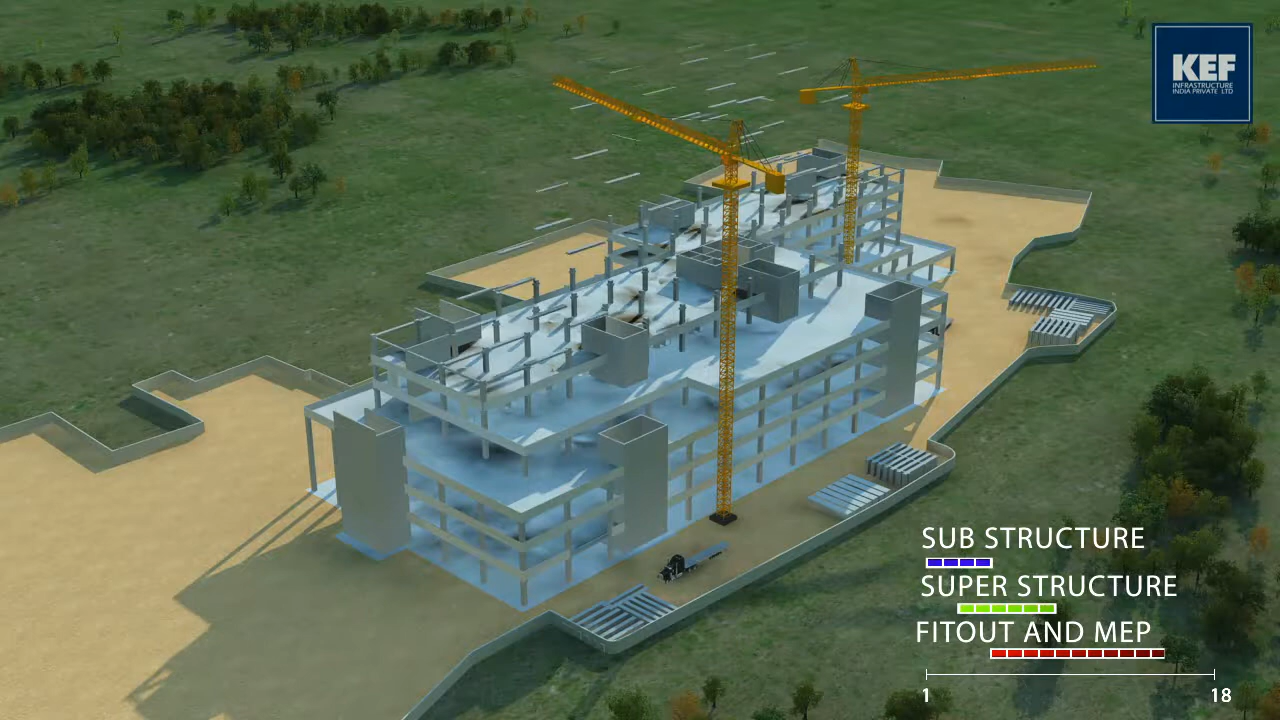 KEF
INFRASTRUCTURE
INDIA PRIVATE LTD
SUB STRUCTURE
SUPER STRUCTURE
FITOUT AND MEP
1 18